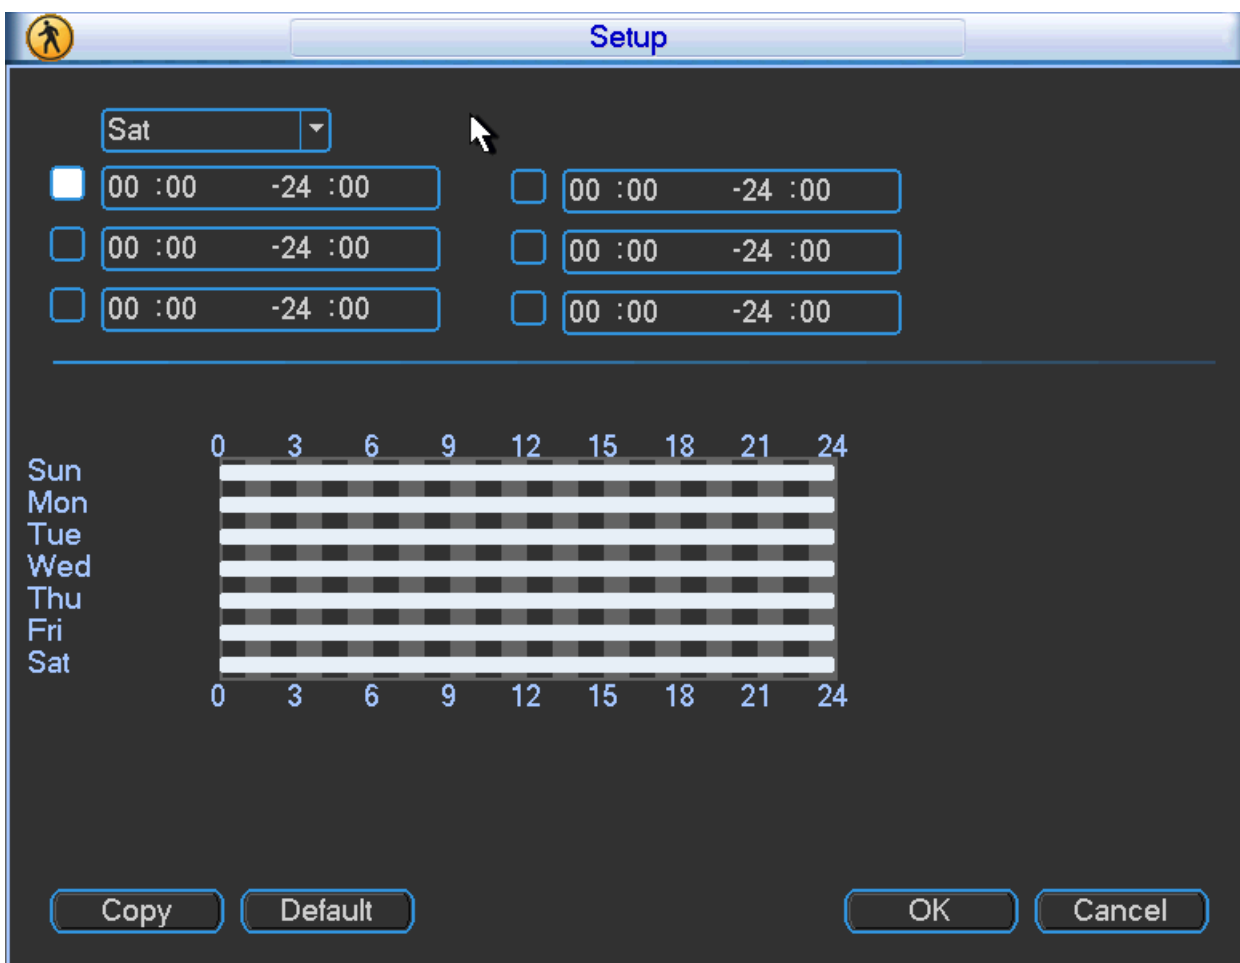 Setup
Sat
00 :00 -24 :00 00 :00 -24 :00
00 :00 -24 :00 00 :00 -24 :00
00 :00 -24 :00 00 :00 -24 :00
0 3 6 9 12 15 18 21 24
Sun
Mon
Tue
Wed
Thu
Fri
Sat
0 3 6 9 12 15 18 21 24
Copy Default OK Cancel